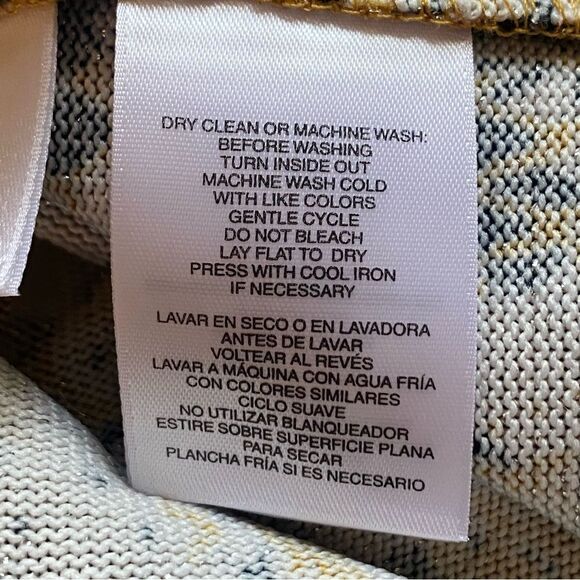 DRY CLEAN OR MACHINE WASH:
BEFORE WASHING
TURN INSIDE OUT
MACHINE WASH COLD
WITH LIKE COLORS
GENTLE CYCLE
DO NOT BLEACH
LAY FLAT TO DRY
PRESS WITH COOL IRON
IF NECESSARY
LAVAR EN SECO O EN LAVADORA
ANTES DE LAVAR
VOLTEAR AL REVÉS
LAVAR A MÁQUINA CON AGUA FRÍA
CON COLORES SIMILARES
CICLO SUAVE
NO UTILIZAR BLANQUEADOR
ESTIRE SOBRE SUPERFICIE PLANA
PARA SECAR
PLANCHA FRÍA SI ES NECESARIO